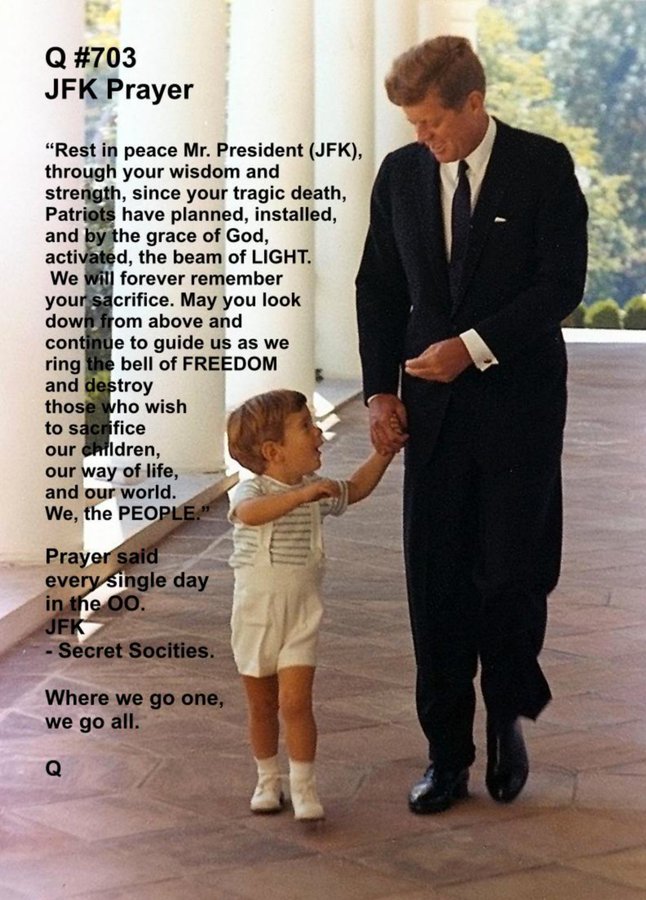 Q #703
JFK Prayer
“Rest in peace Mr. President (JFK),
through your wisdom and
strength, since your tragic death,
Patriots have planned, installed,
and by the grace of God,
activated, the beam of LIGHT.
We will forever remember
your sacrifice. May you look
down from above and
continue to guide us as we
ring the bell of FREEDOM
and destroy
those who wish
to sacrifice
our children,
our way of life,
and our world.
We, the PEOPLE.”
Prayer said
every single day
in the OO.
JFK
- Secret Socities.
Where we go one,
we go all.
Q